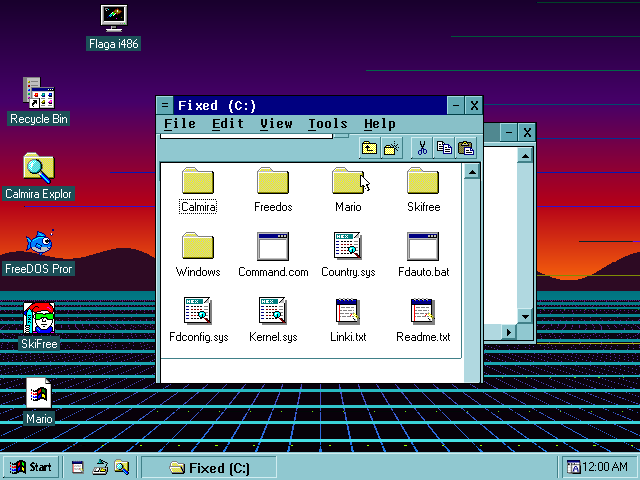 Flaga i486
Recycle Bin
Calmira Explor
FreeDOS Pror
SkiFree
Mario
Fixed (C:)
File Edit View Tools Help
Calmira Freedos Mario Skifree
Windows Command.com Country.sys Fdauto.bat
Fdconfig.sys Kernel.sys Linki.txt Readme.txt
Start Fixed (C:) 12:00 AM